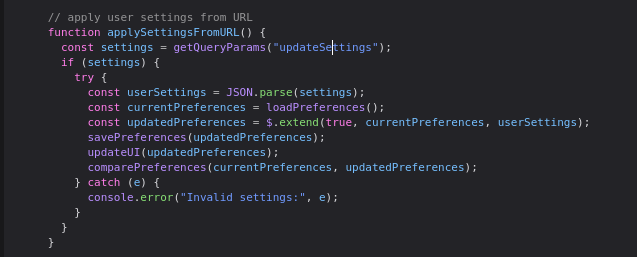 // apply user settings from URL
function applySettingsFromURL() {
const settings = getQueryParams("updateSettings");
if (settings) {
try {
const userSettings = JSON.parse(settings);
const currentPreferences = loadPreferences();
const updatedPreferences = $.extend(true, currentPreferences, userSettings);
savePreferences(updatedPreferences);
updateUI(updatedPreferences);
comparePreferences(currentPreferences, updatedPreferences);
} catch (e) {
console.error("Invalid settings:", e);
}
}
}